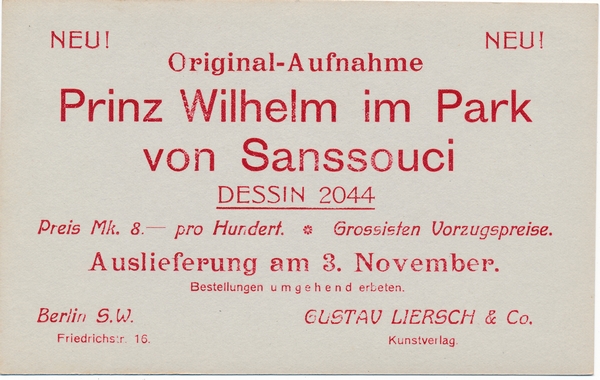 NEU! NEU!
Original-Aufnahme
Prinz Wilhelm im Park
von Sanssouci
DESSIN 2044
Preis Mk. 8.— pro Hundert. ❊ Grossisten Vorzugspreise.
Auslieferung am 3. November.
Bestellungen umgehend erbeten.
Berlin S.W. GUSTAV LIERSCH & Co.
Friedrichstr. 16. Kunstverlag.